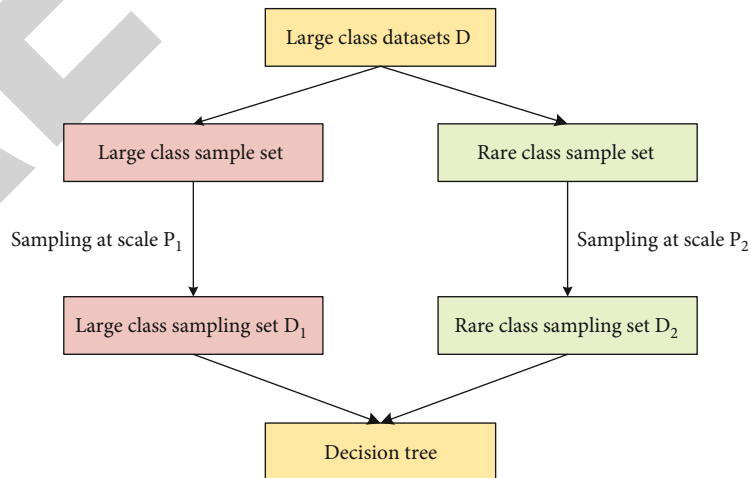 Large class datasets D
Large class sample set
Rare class sample set
Sampling at scale P₁
Sampling at scale P₂
Large class sampling set D₁
Rare class sampling set D₂
Decision tree